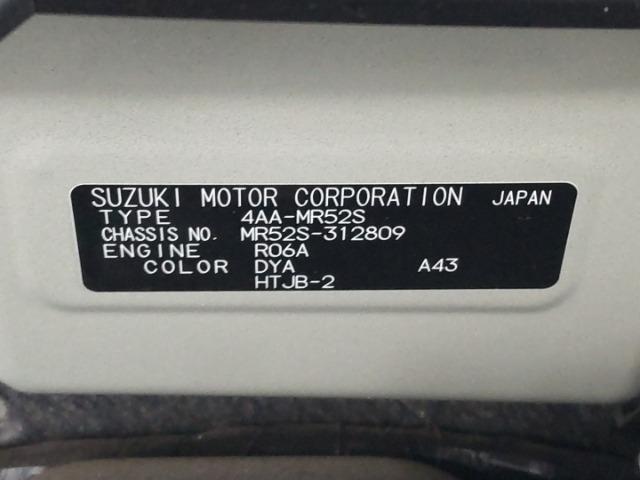 SUZUKI MOTOR CORPORATION JAPAN
TYPE 4AA-MR52S
CHASSIS NO. MR52S-312809
ENGINE R06A
COLOR DYA A43
HTJB-2